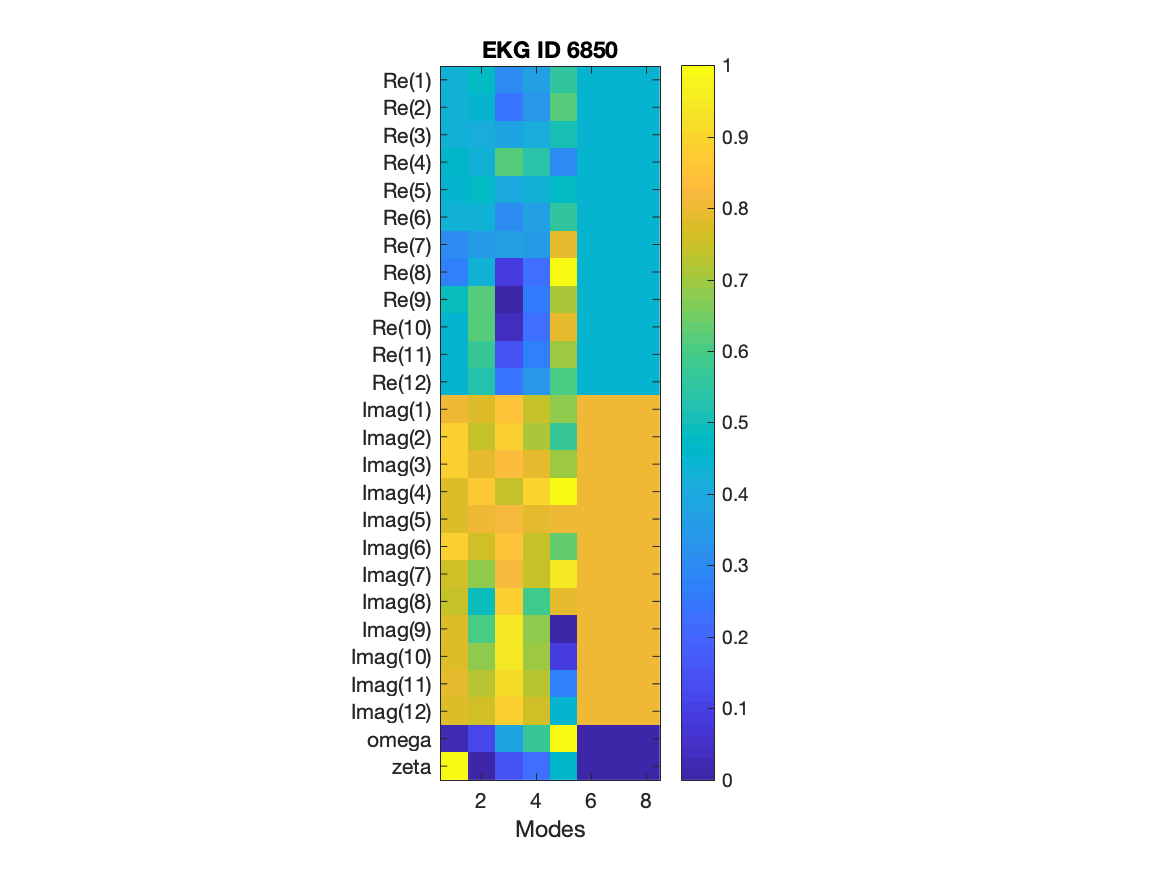 EKG ID 6850
Re(1)
Re(2)
Re(3)
Re(4)
Re(5)
Re(6)
Re(7)
Re(8)
Re(9)
Re(10)
Re(11)
Re(12)
Imag(1)
Imag(2)
Imag(3)
Imag(4)
Imag(5)
Imag(6)
Imag(7)
Imag(8)
Imag(9)
Imag(10)
Imag(11)
Imag(12)
omega
zeta
2 4 6 8
Modes
1
0.9
0.8
0.7
0.6
0.5
0.4
0.3
0.2
0.1
0